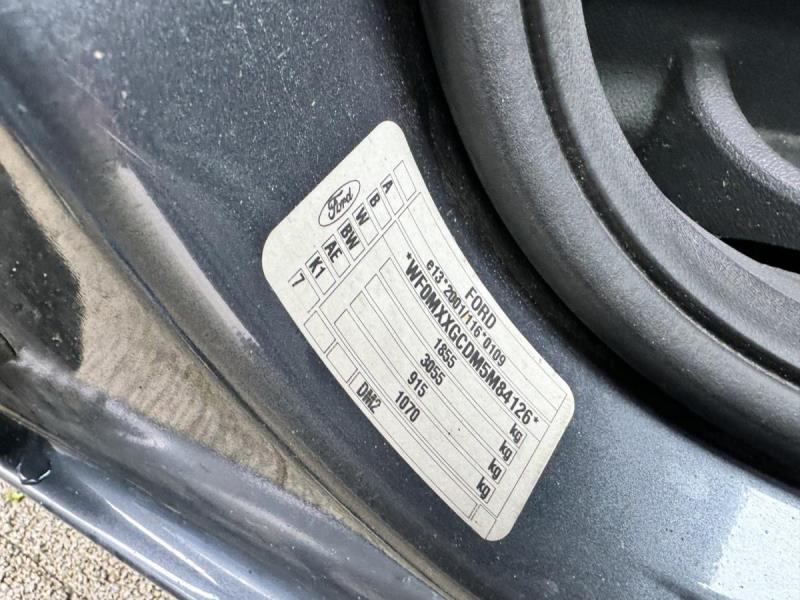 Ford
FORD
e13*2001/116*0109
*WF0MXXGCDM5M84126*
1855 kg
3055 kg
915 kg
1070 kg
DM2
A
B
W
BW
AE
K1
7